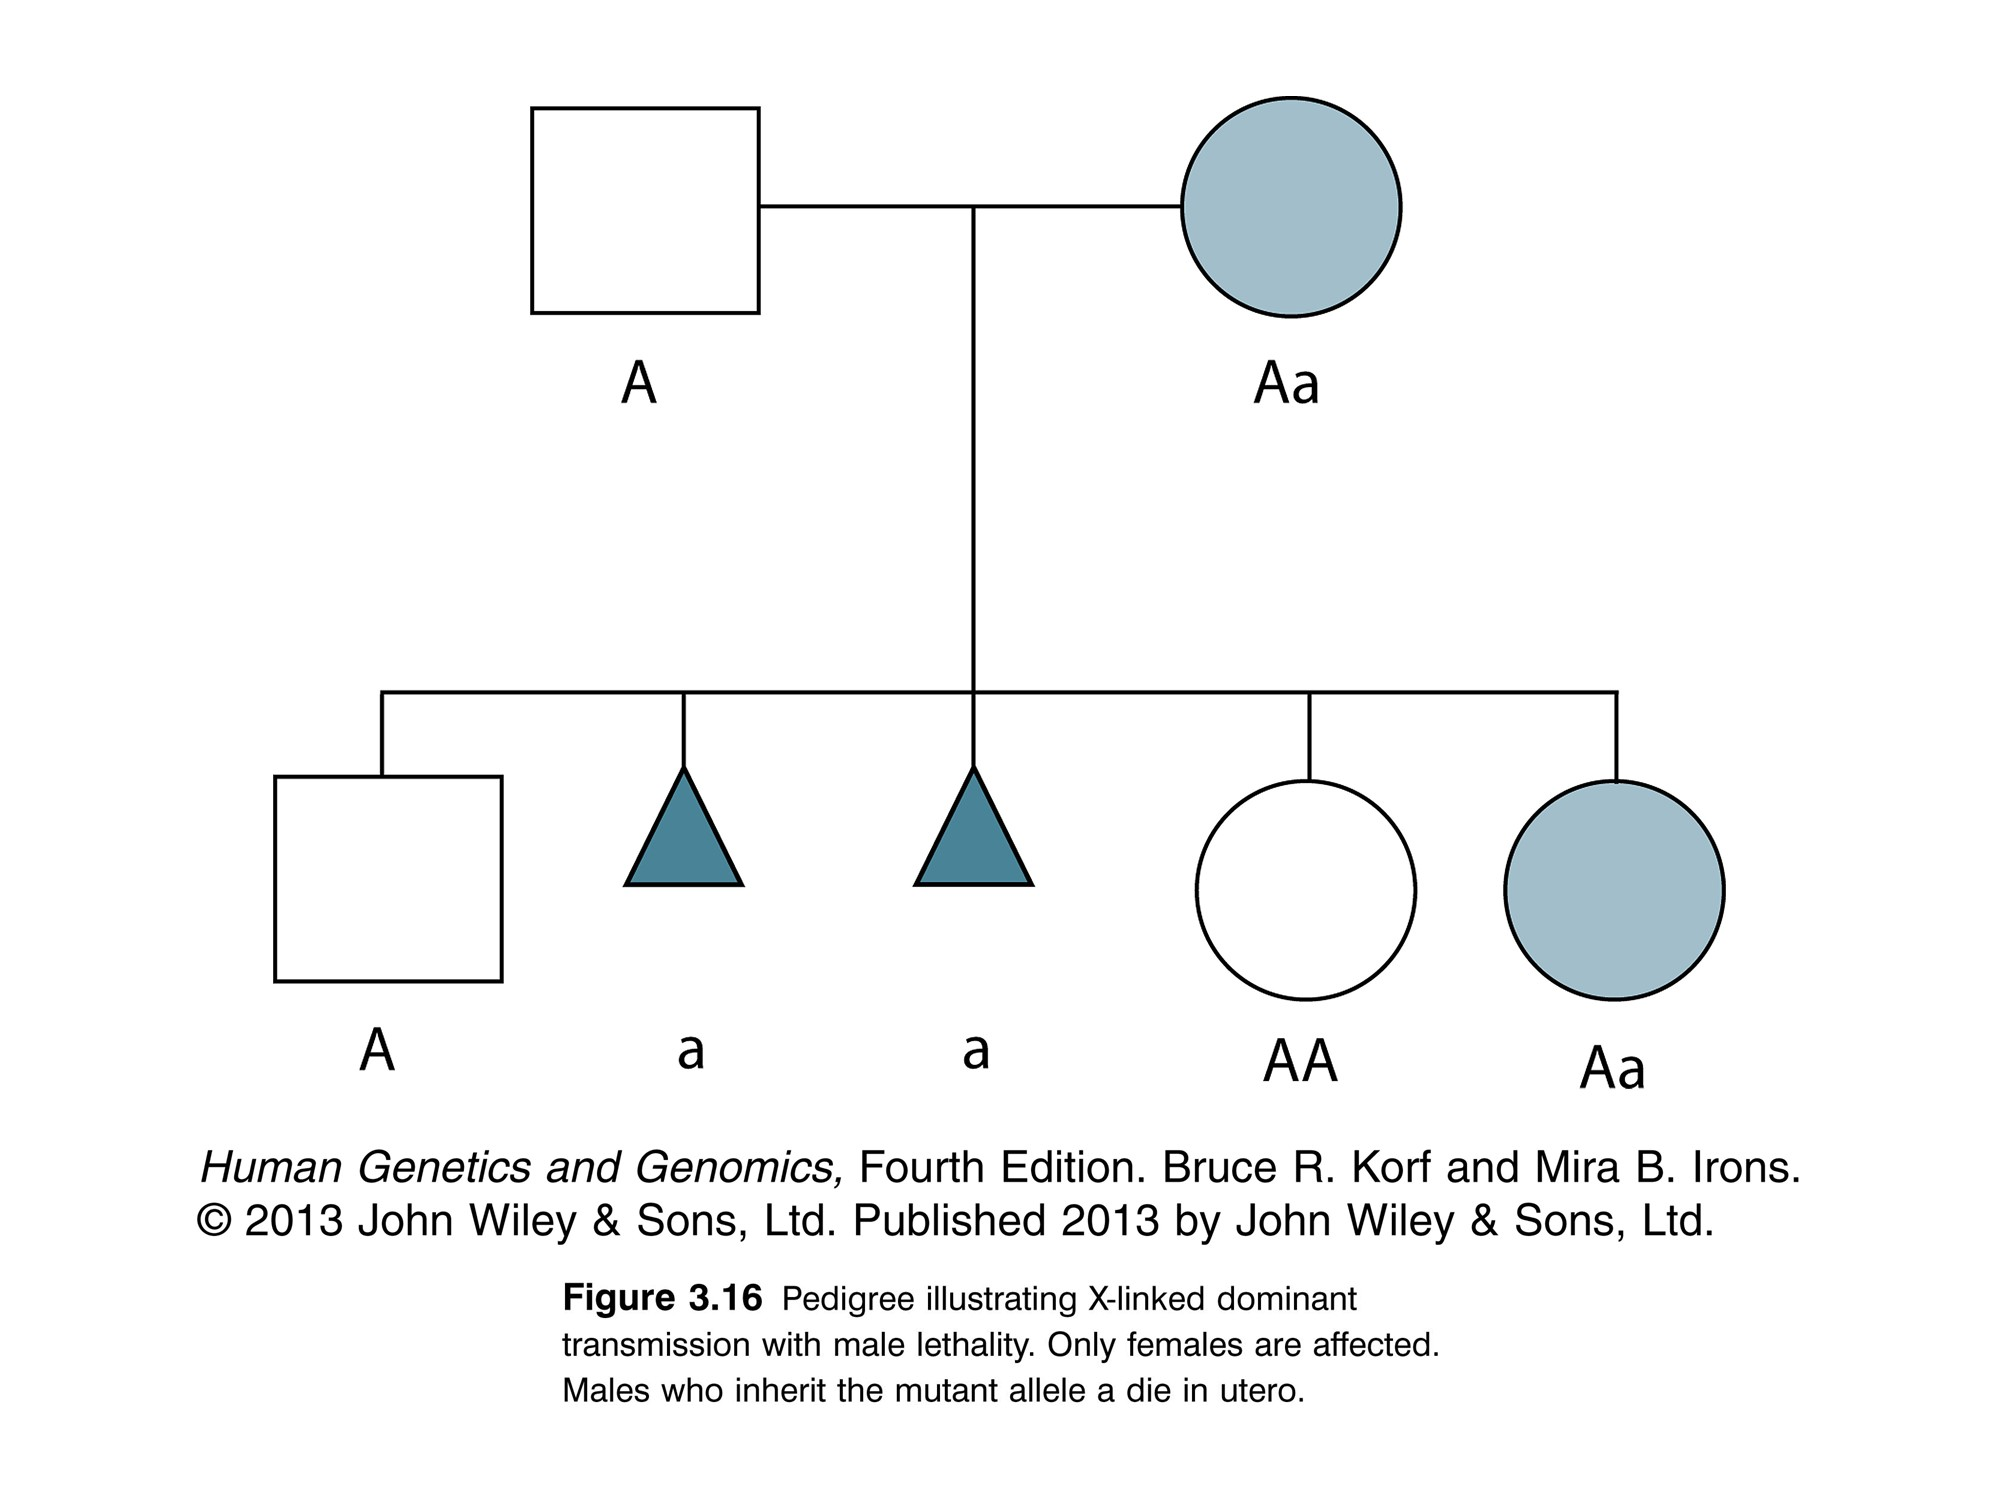 A
Aa
A
a
a
AA
Aa
Human Genetics and Genomics, Fourth Edition. Bruce R. Korf and Mira B. Irons.
© 2013 John Wiley & Sons, Ltd. Published 2013 by John Wiley & Sons, Ltd.
Figure 3.16 Pedigree illustrating X-linked dominant
transmission with male lethality. Only females are affected.
Males who inherit the mutant allele a die in utero.